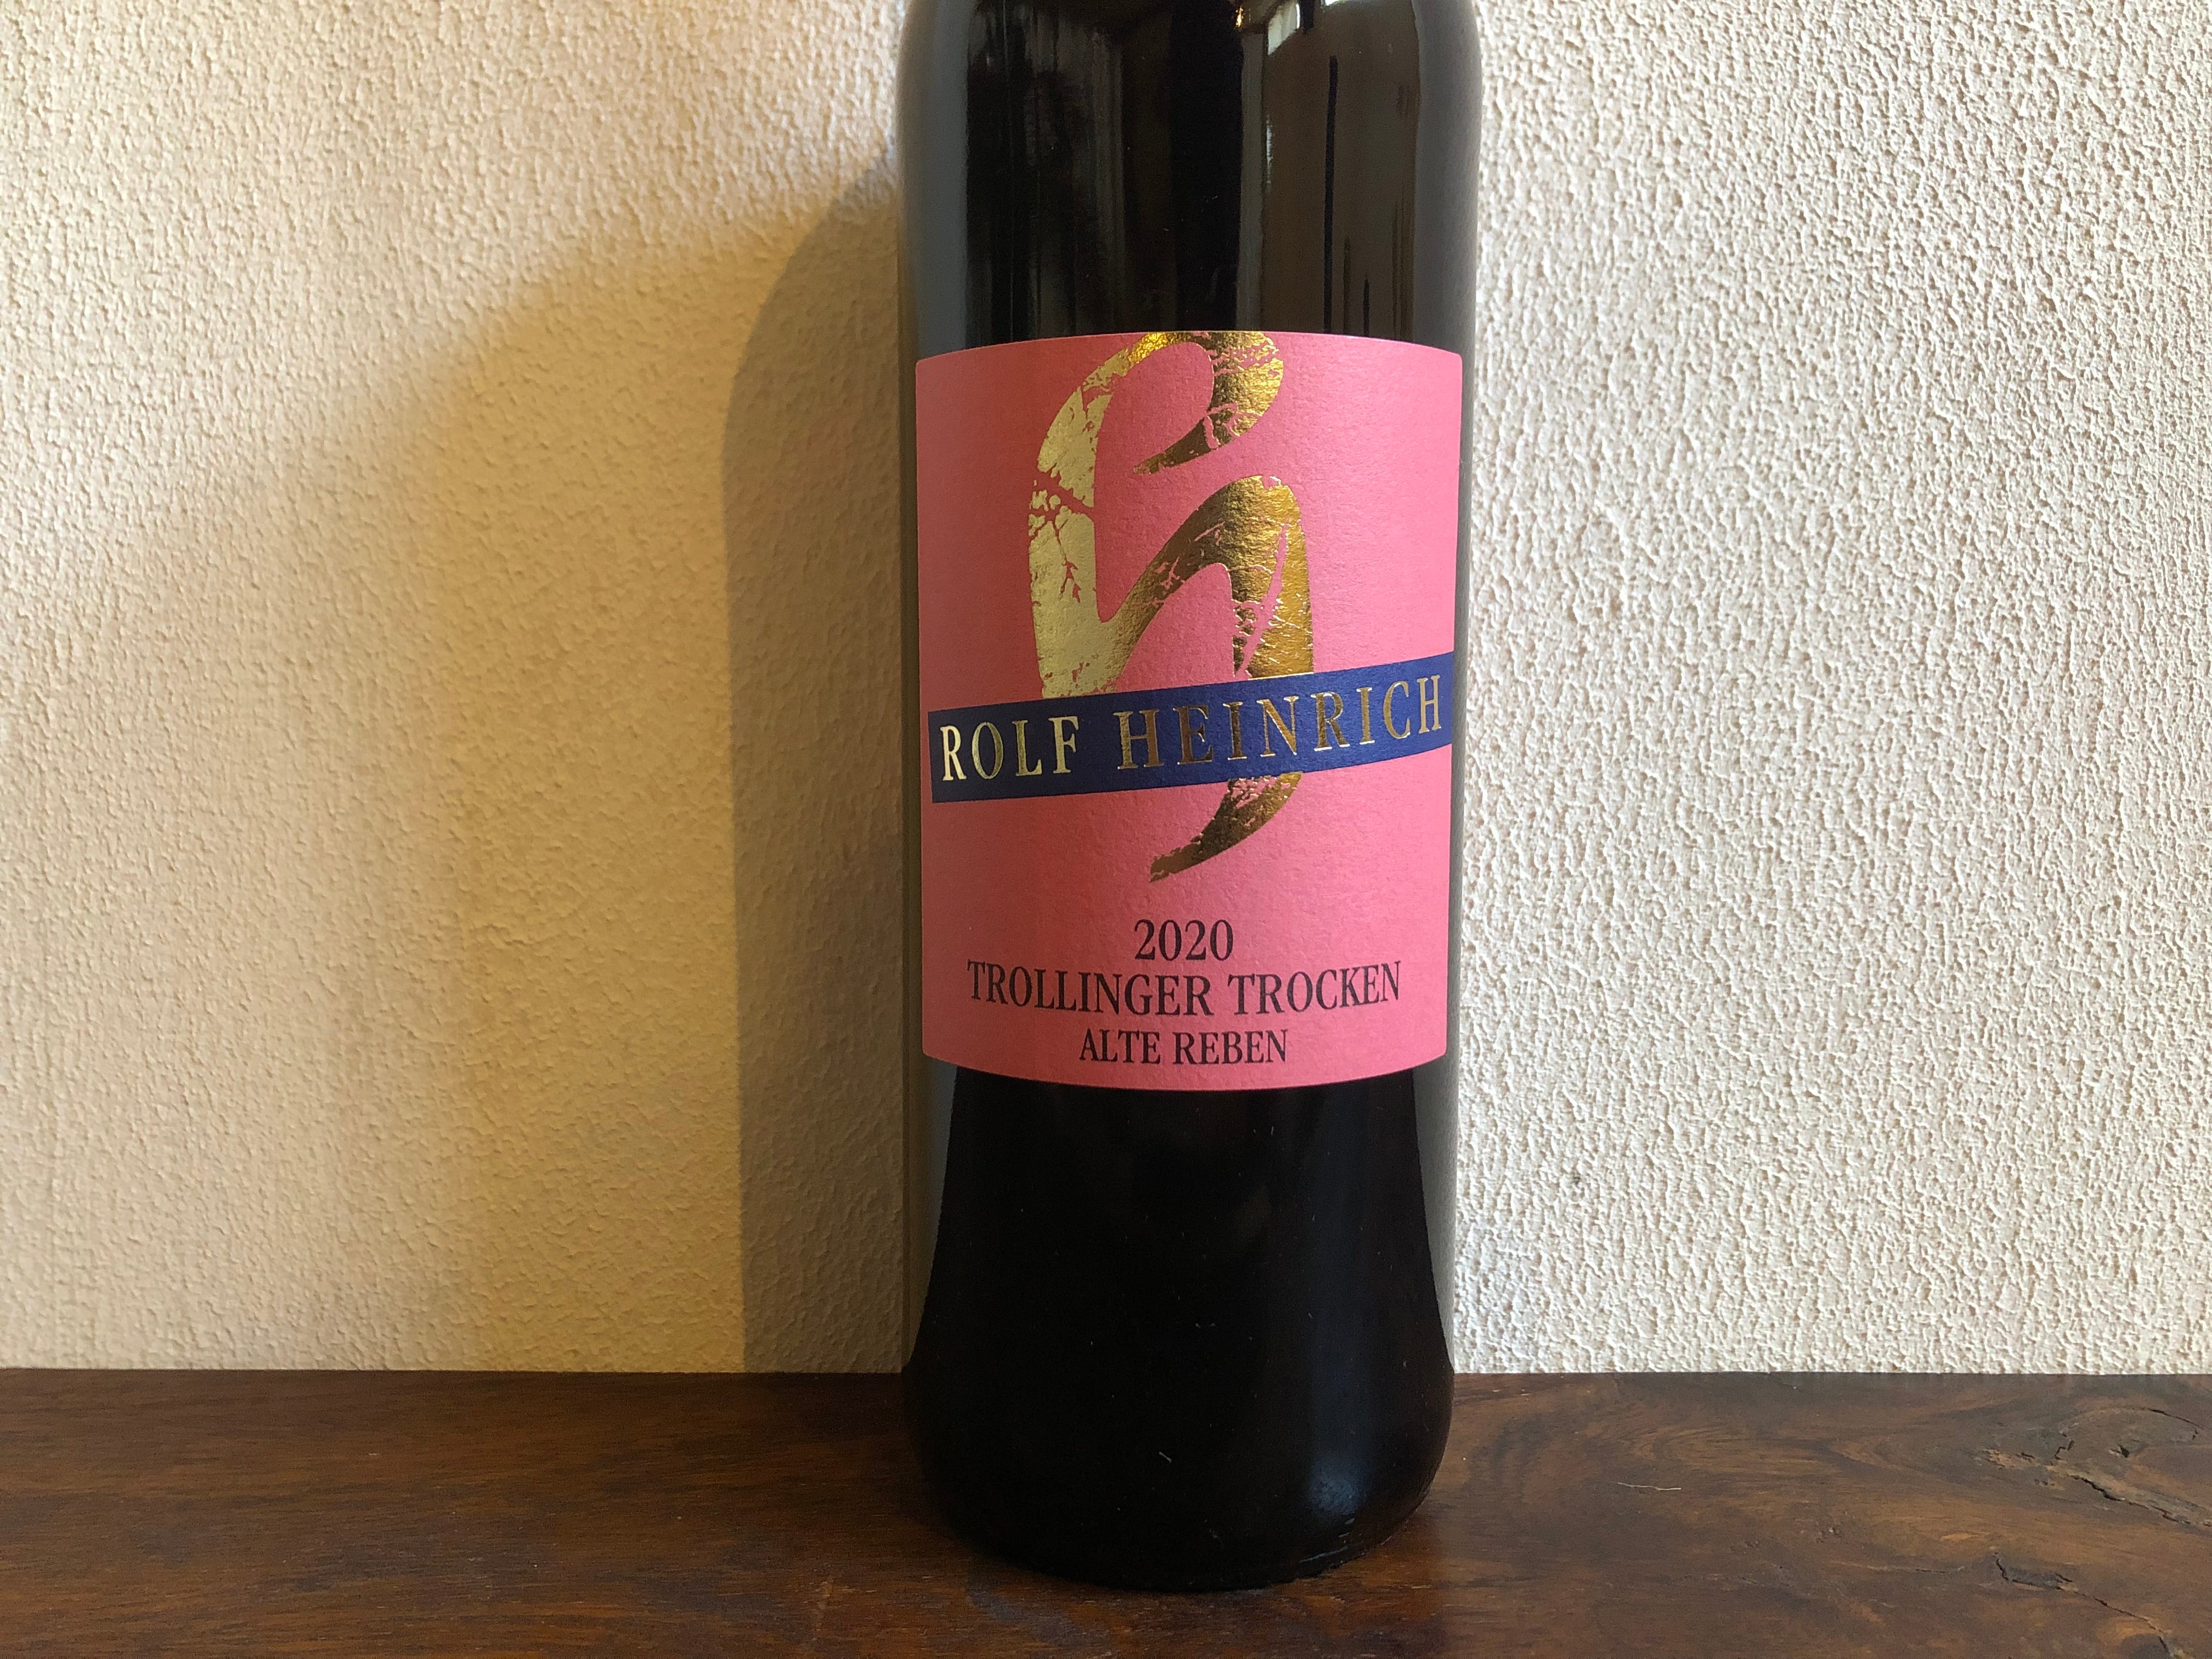 ROLF HEINRICH
2020
TROLLINGER TROCKEN
ALTE REBEN